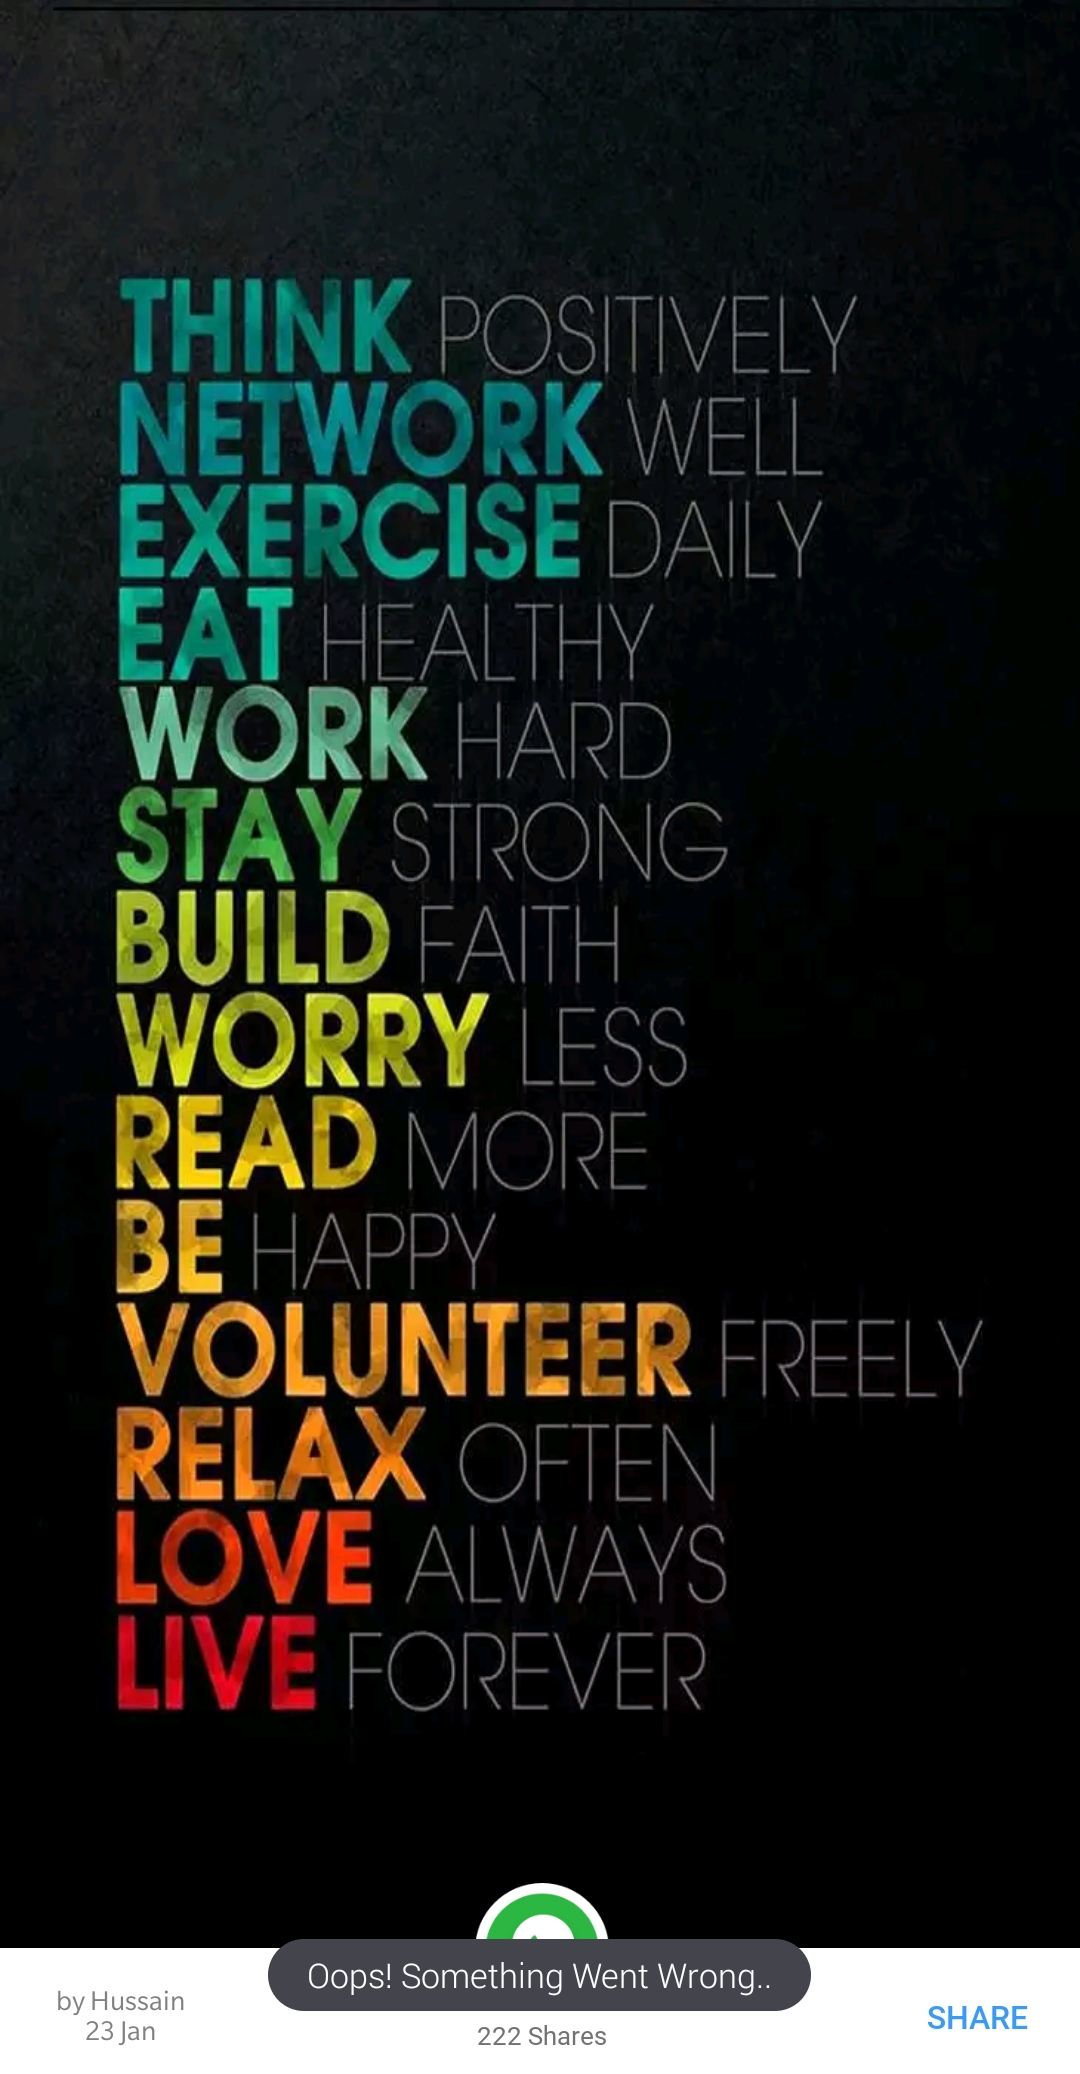 THINK POSITIVELY
NETWORK WELL
EXERCISE DAILY
EAT HEALTHY
WORK HARD
STAY STRONG
BUILD FAITH
WORRY LESS
READ MORE
BE HAPPY
VOLUNTEER FREELY
RELAX OFTEN
LOVE ALWAYS
LIVE FOREVER
Oops! Something Went Wrong..
by Hussain
23 Jan
222 Shares
SHARE